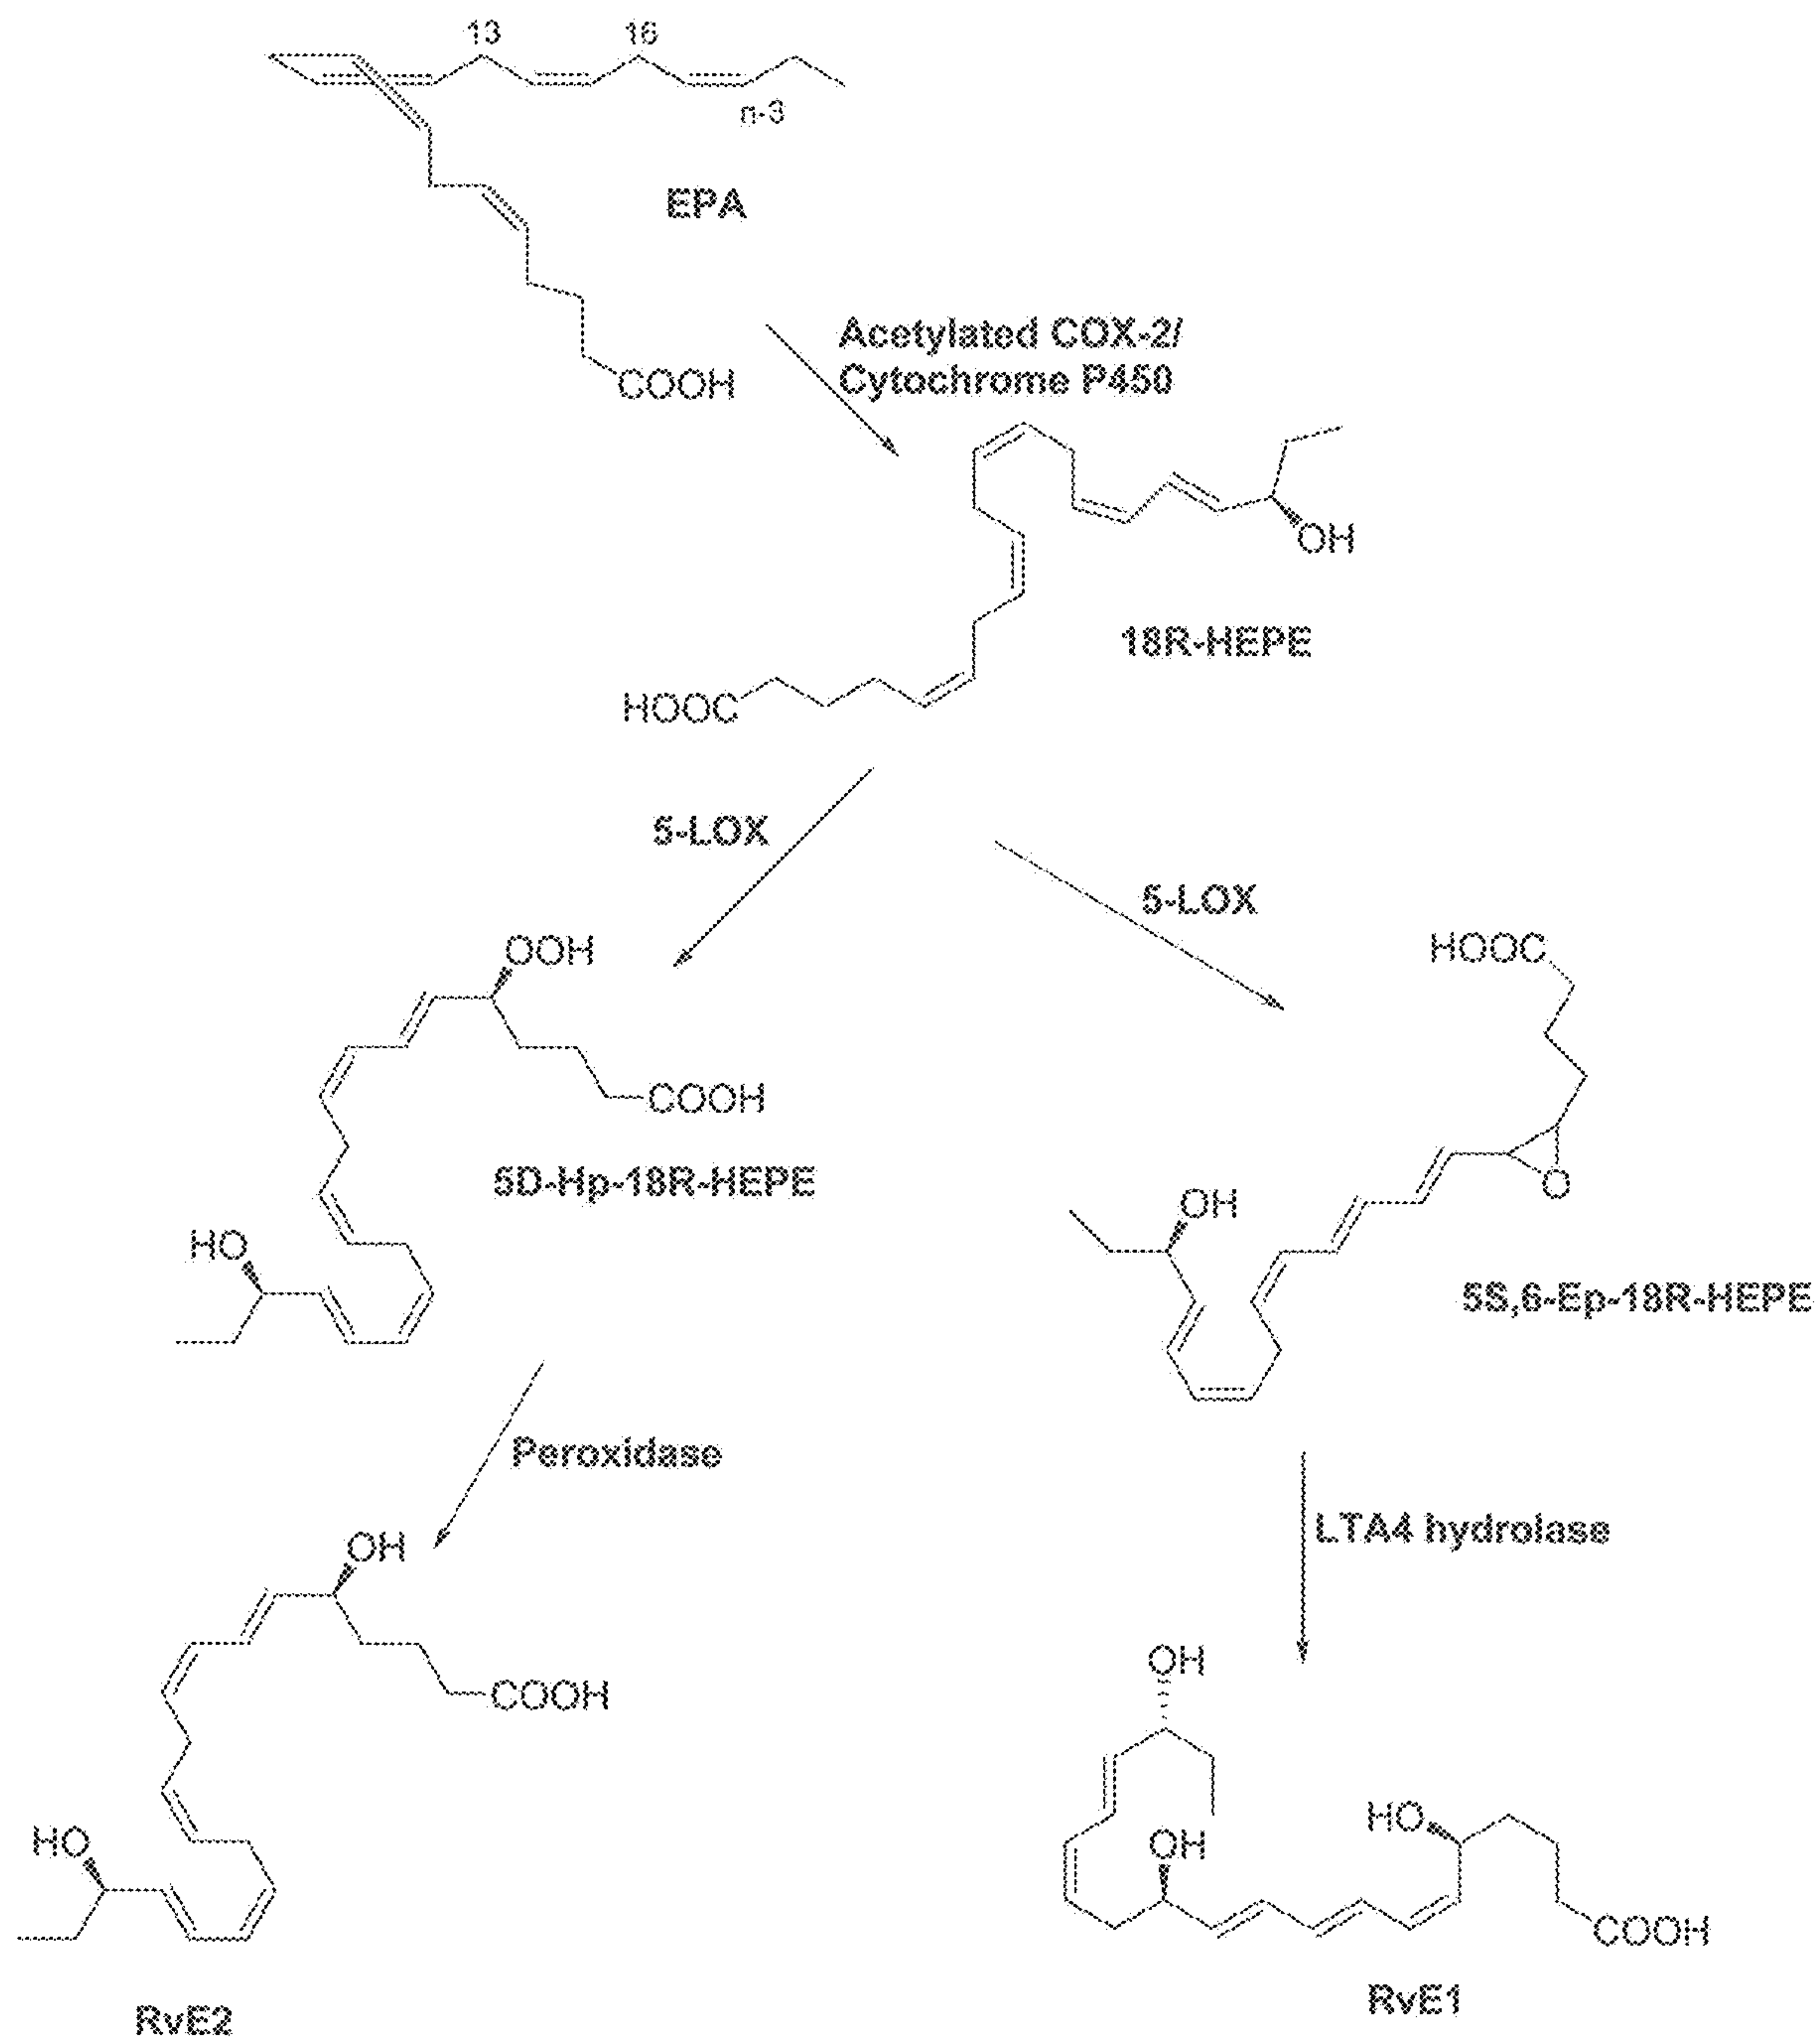 13
16
n-3
EPA
COOH
Acetylated COX-2/
Cytochrome P450
OH
18R-HEPE
HOOC
5-LOX
5-LOX
OOH
HOOC
COOH
5D-Hp-18R-HEPE
O
OH
HO
5S,6-Ep-18R-HEPE
Peroxidase
LTA4 hydrolase
OH
OH
COOH
HO
OH
HO
COOH
RvE1
RvE2